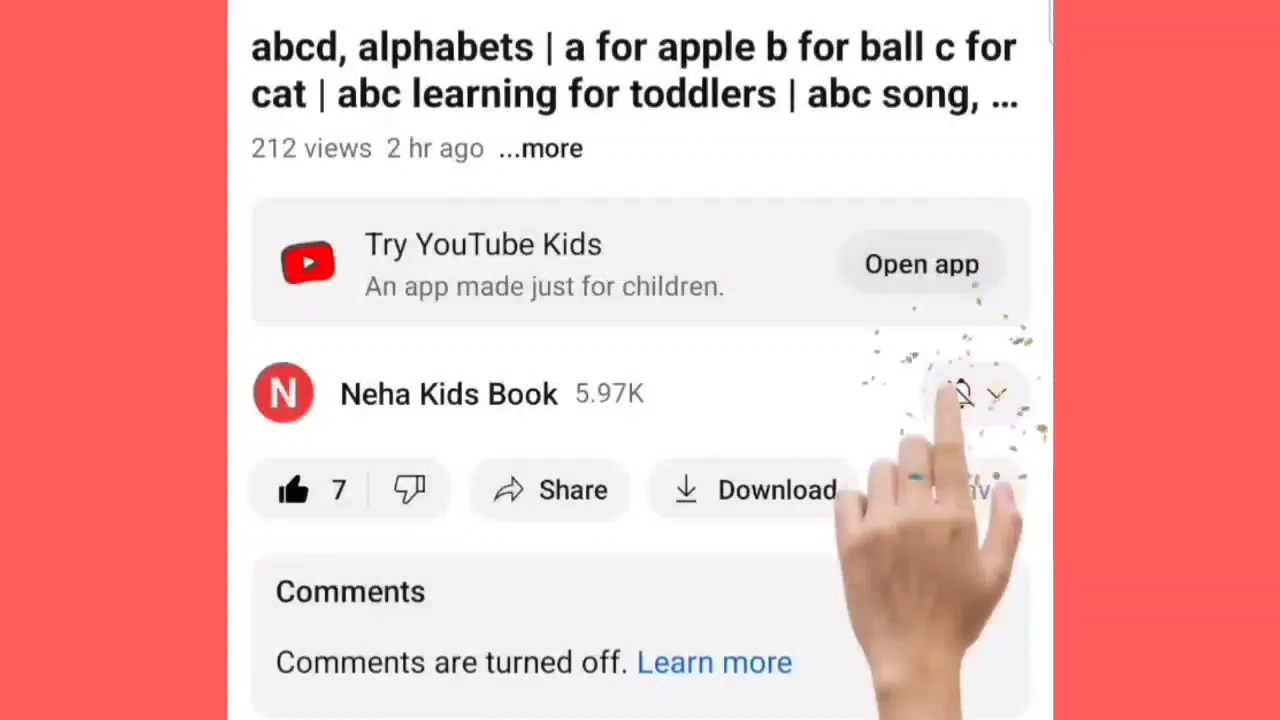 abcd, alphabets | a for apple b for ball c for
cat | abc learning for toddlers | abc song, ...
212 views 2 hr ago ...more
Try YouTube Kids
An app made just for children.
Open app
N
Neha Kids Book 5.97K
7
Share
Download
Comments
Comments are turned off. Learn more